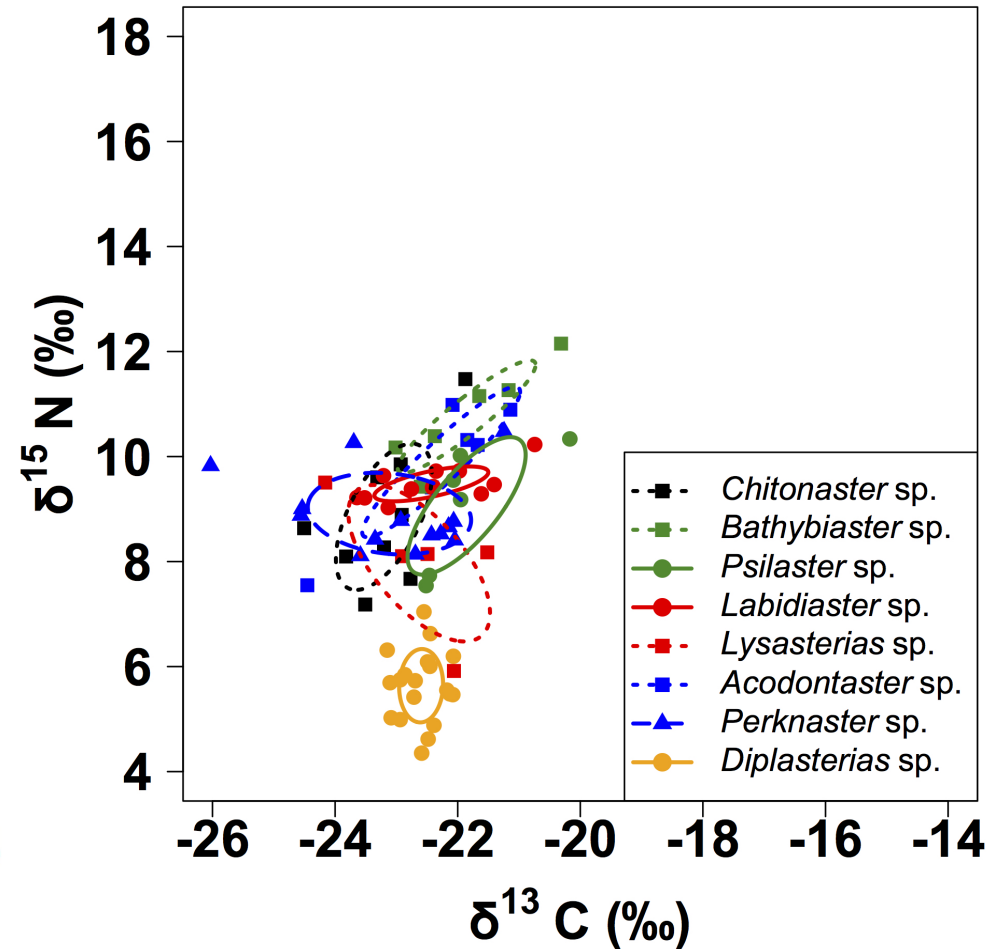 18
16
14
12
10
8
6
4
δ15 N (‰)
Chitonaster sp.
Bathybiaster sp.
Psilaster sp.
Labidiaster sp.
Lysasterias sp.
Acodontaster sp.
Perknaster sp.
Diplasterias sp.
-26 -24 -22 -20 -18 -16 -14
δ13 C (‰)